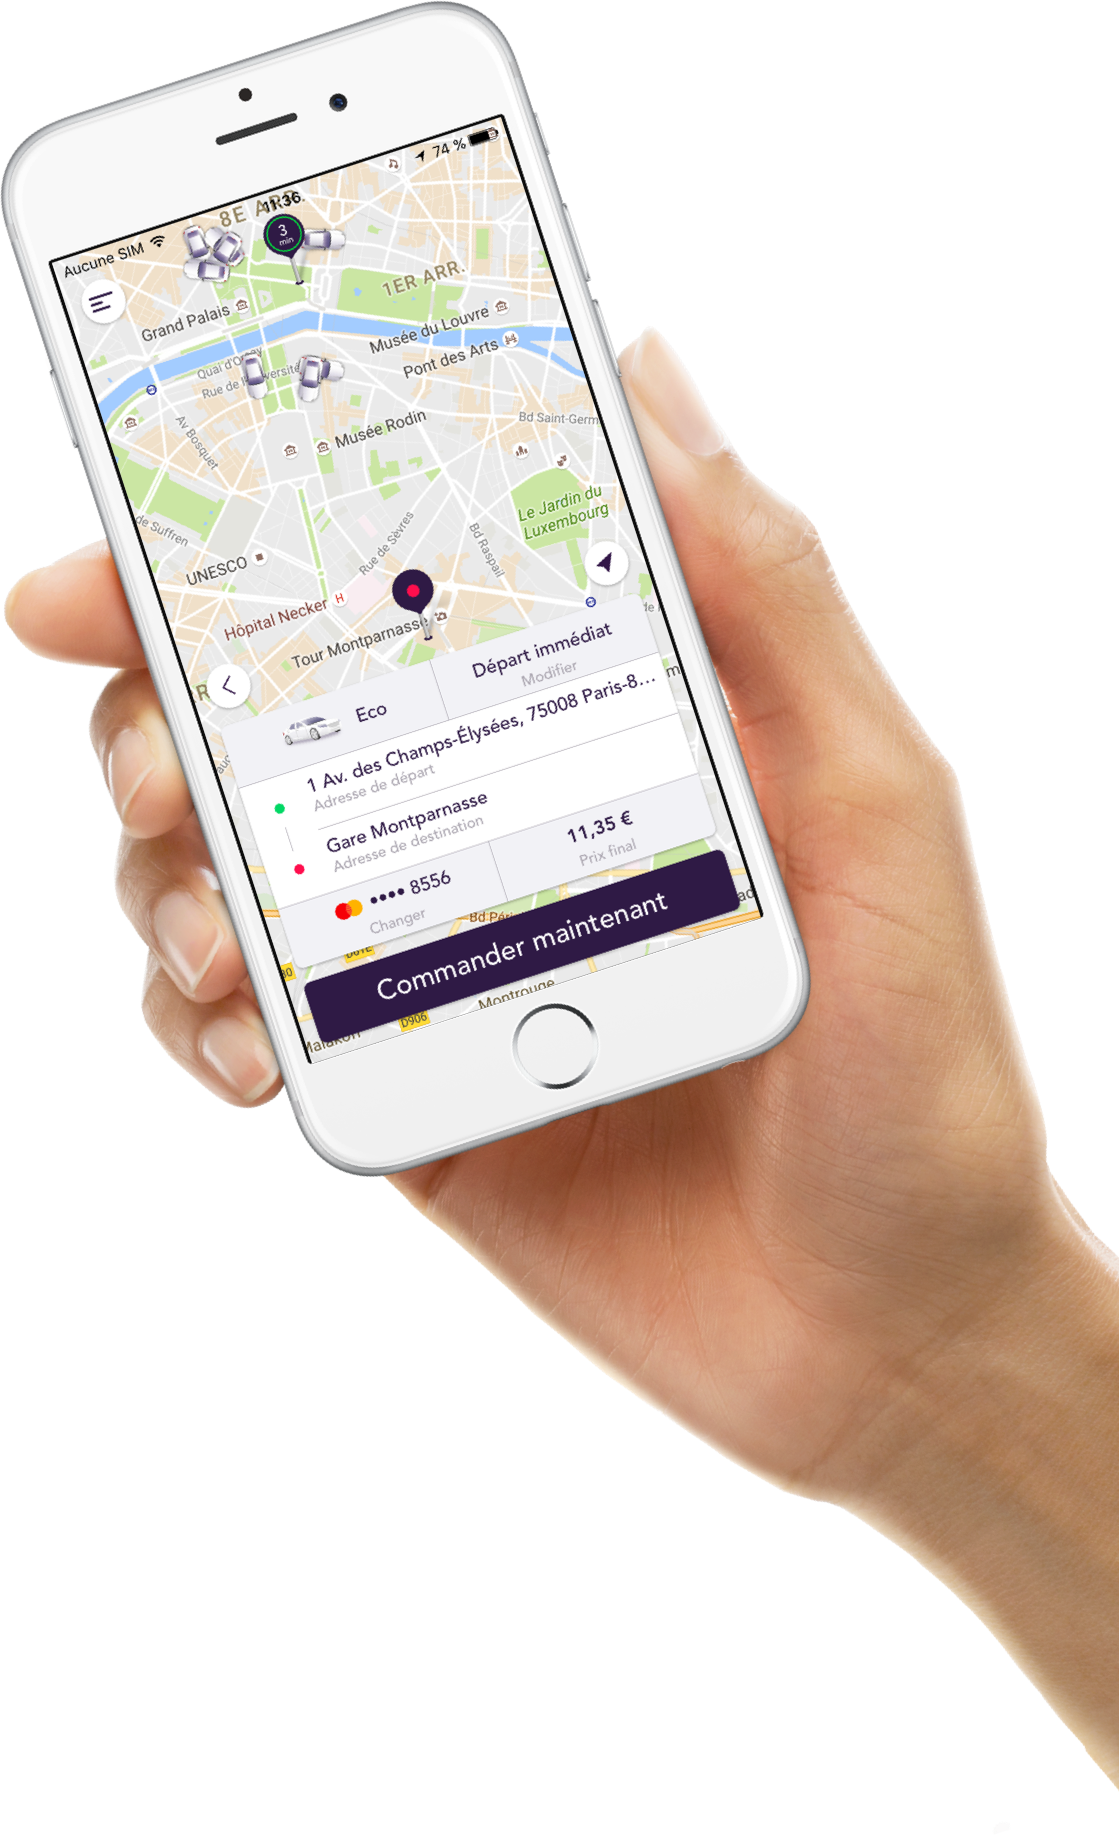 Aucune SIM
11:36
74 %
8E ARR.
3
min
1ER ARR.
Grand Palais
Musée du Louvre
Pont des Arts
Quai d'Orsay
Rue de l'Université
Av Bosquet
Musée Rodin
Bd Saint-Germ
Le Jardin du
Luxembourg
de Suffren
Rue de Sèvres
Bd Raspail
UNESCO
Hôpital Necker
H
Tour Montparnasse
Eco
Départ immédiat
Modifier
1 Av. des Champs-Élysées, 75008 Paris-8...
Adresse de départ
Gare Montparnasse
Adresse de destination
•••• 8556
Changer
11,35 €
Prix final
Bd Péri
Commander maintenant
Montrouge
D906
Malakoff